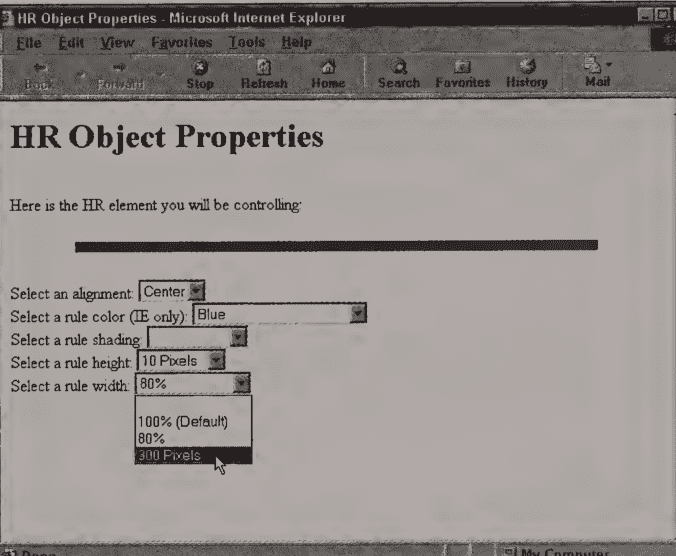 HR Object Properties - Microsoft Internet Explorer
File Edit View Favorites Tools Help
Back Forward Stop Refresh Home Search Favorites History Mail
HR Object Properties
Here is the HR element you will be controlling:
Select an alignment: Center
Select a rule color (IE only): Blue
Select a rule shading:
Select a rule height: 10 Pixels
Select a rule width: 80%
100% (Default)
80%
300 Pixels
Done My Computer